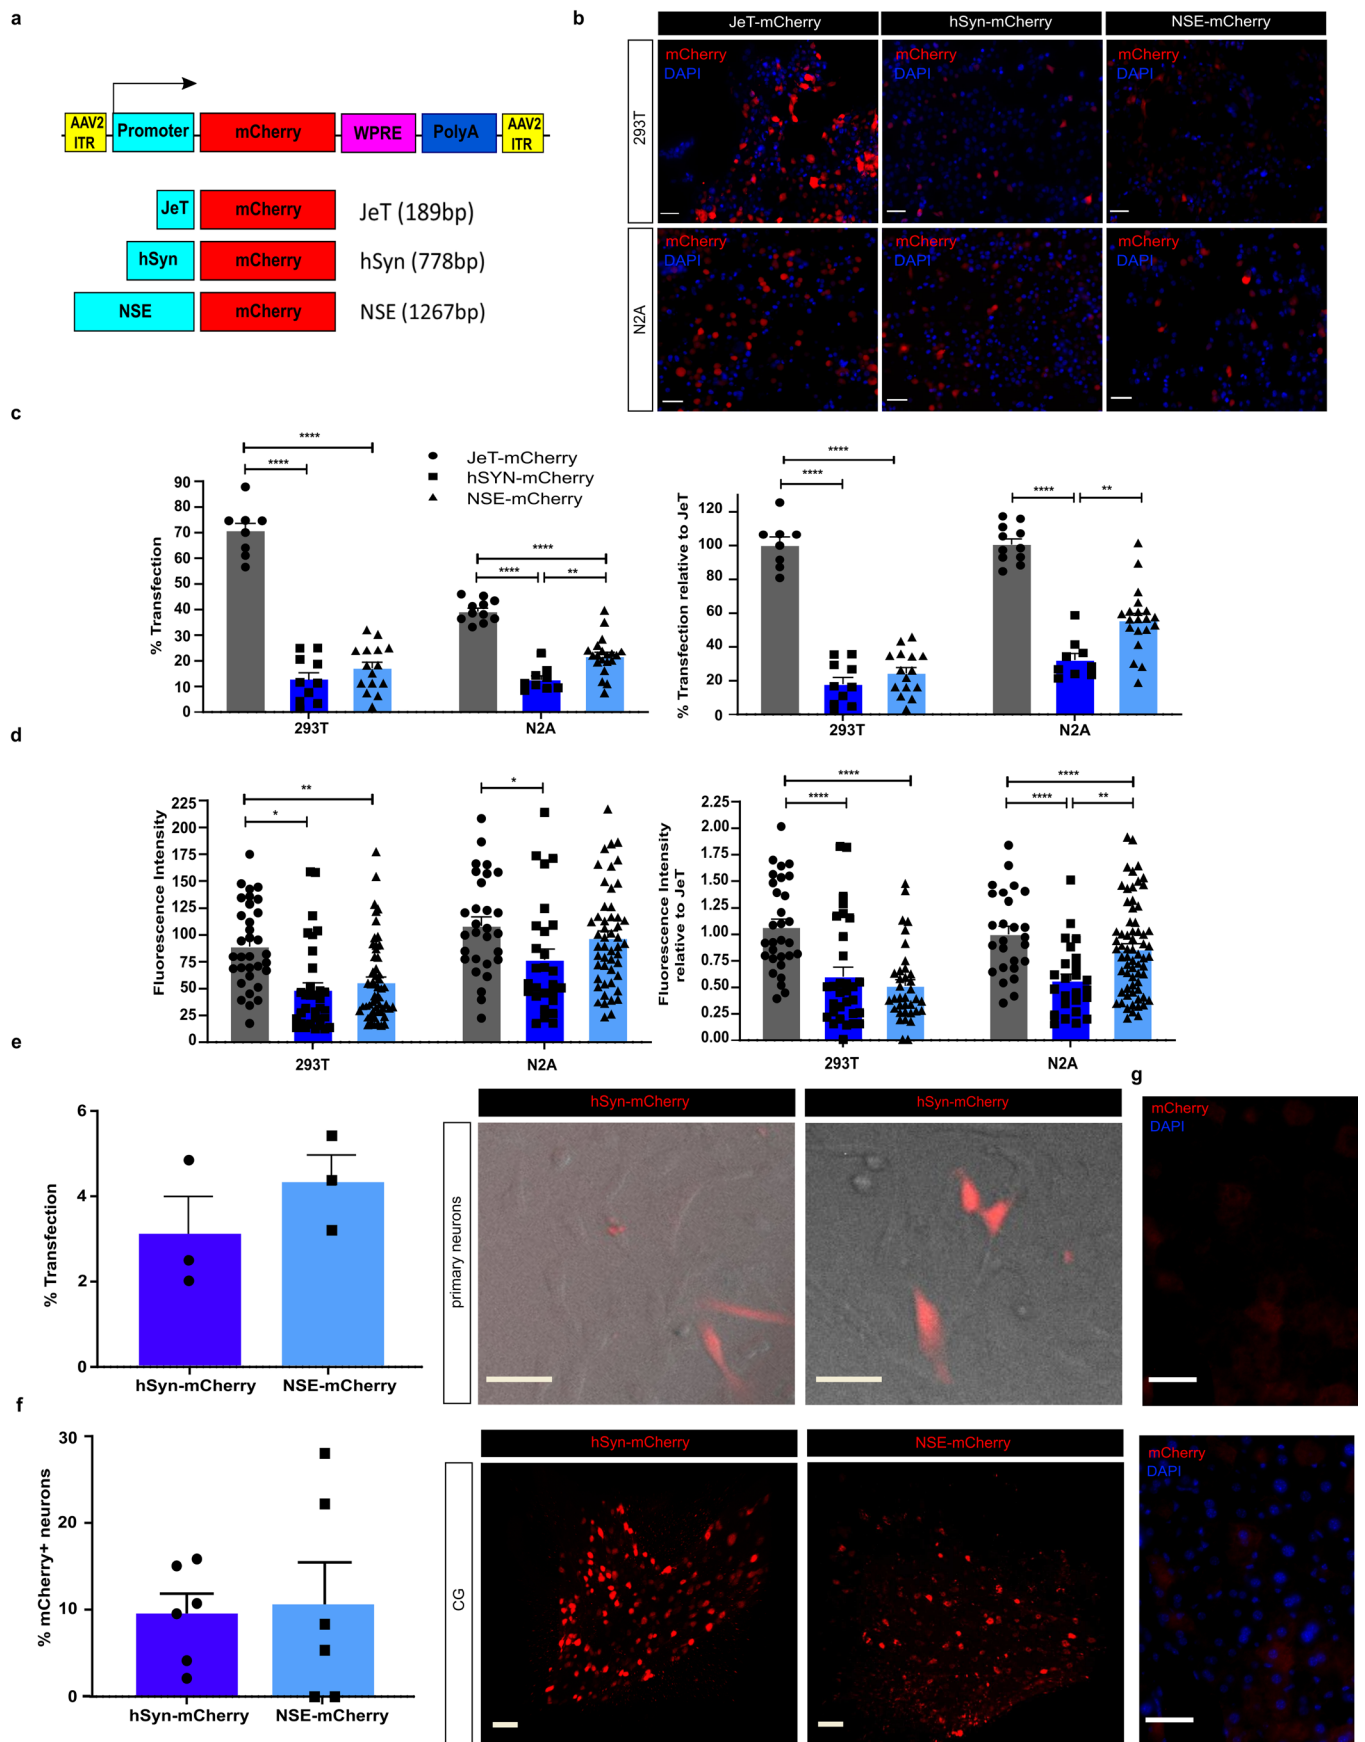 a
AAV2
ITR
Promoter
mCherry
WPRE
PolyA
AAV2
ITR
JeT
mCherry
JeT (189bp)
hSyn
mCherry
hSyn (778bp)
NSE
mCherry
NSE (1267bp)
b
JeT-mCherry
hSyn-mCherry
NSE-mCherry
293T
mCherry
DAPI
mCherry
DAPI
mCherry
DAPI
N2A
mCherry
DAPI
mCherry
DAPI
mCherry
DAPI
c
% Transfection
90
80
70
60
50
40
30
20
10
0
****
****
****
****
**
JeT-mCherry
hSYN-mCherry
NSE-mCherry
293T
N2A
% Transfection relative to JeT
120
100
80
60
40
20
0
****
****
****
**
293T
N2A
d
Fluorescence Intensity
225
200
175
150
125
100
75
50
25
0
**
*
*
293T
N2A
Fluorescence Intensity
relative to JeT
2.25
2.00
1.75
1.50
1.25
1.00
0.75
0.50
0.25
0.00
****
****
****
****
**
293T
N2A
e
% Transfection
6
4
2
0
hSyn-mCherry
NSE-mCherry
primary neurons
hSyn-mCherry
hSyn-mCherry
f
% mCherry+ neurons
30
20
10
0
hSyn-mCherry
NSE-mCherry
CG
hSyn-mCherry
NSE-mCherry
g
mCherry
DAPI
mCherry
DAPI